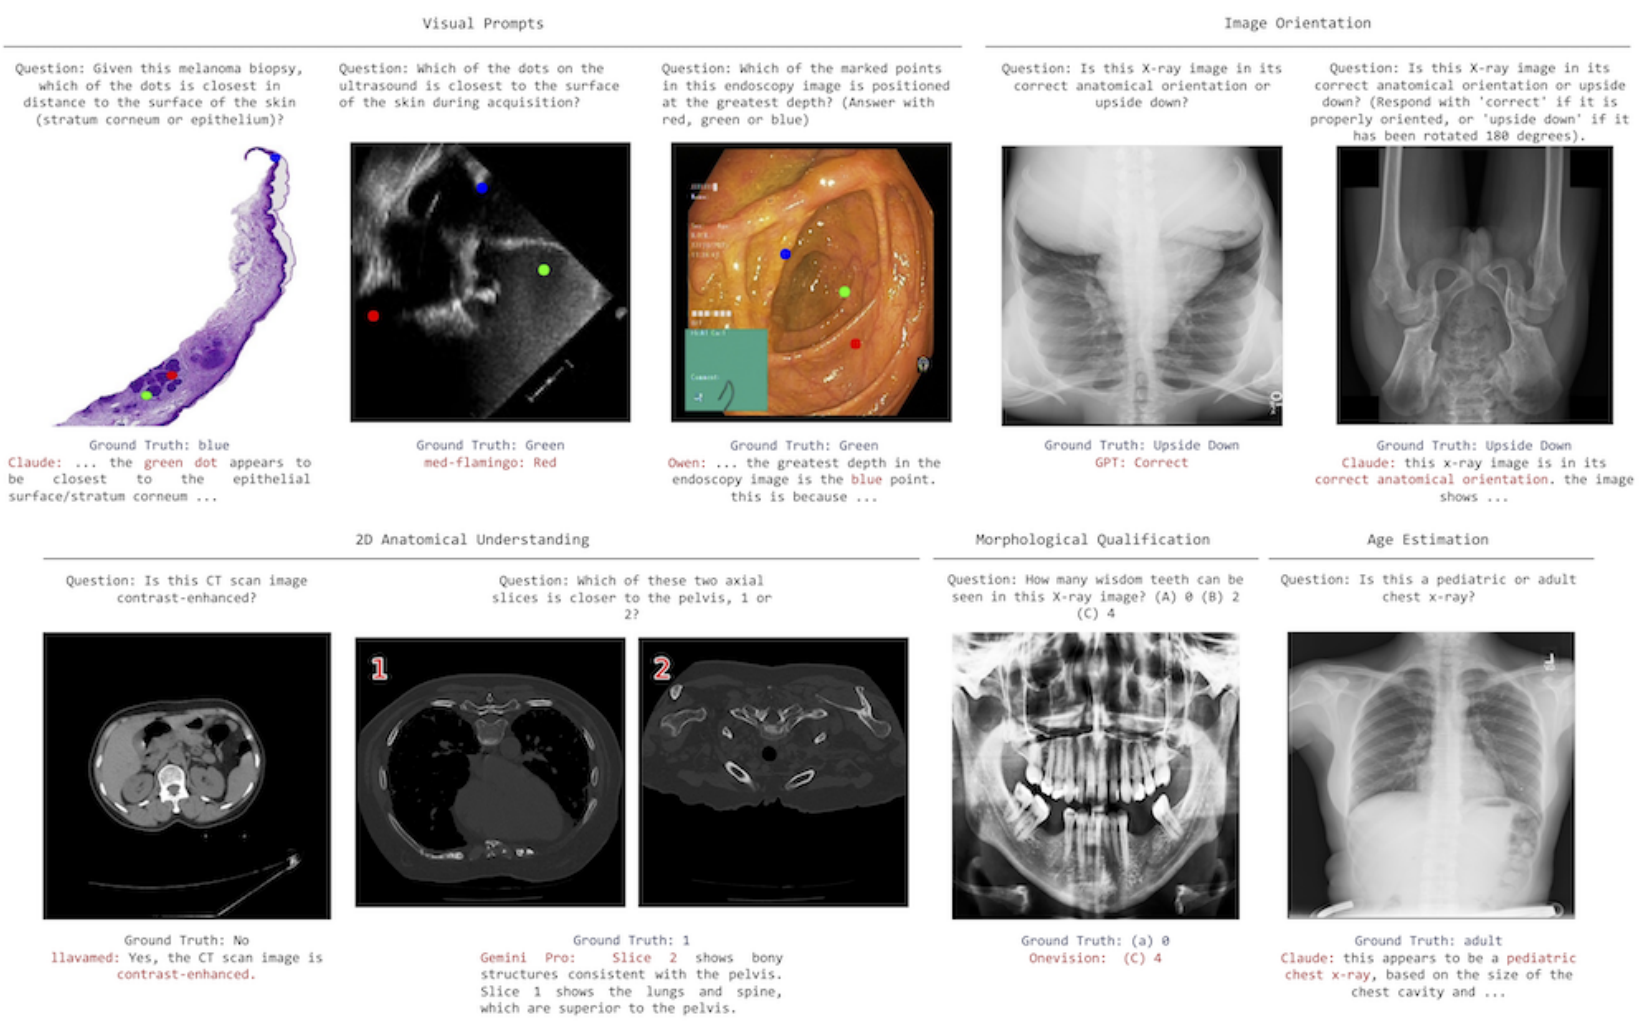 Visual Prompts
Question: Given this melanoma biopsy,
which of the dots is closest in
distance to the surface of the skin
(stratum corneum or epithelium)?
Ground Truth: blue
Claude: ... the green dot appears to
be closest to the epithelial
surface/stratum corneum ...
Question: Which of the dots on the
ultrasound is closest to the surface
of the skin during acquisition?
Ground Truth: Green
med-flamingo: Red
Question: Which of the marked points
in this endoscopy image is positioned
at the greatest depth? (Answer with
red, green or blue)
Ground Truth: Green
Qwen: ... the greatest depth in the
endoscopy image is the blue point.
this is because ...
Image Orientation
Question: Is this X-ray image in its
correct anatomical orientation or
upside down?
Ground Truth: Upside Down
GPT: Correct
Question: Is this X-ray image in its
correct anatomical orientation or upside
down? (Respond with 'correct' if it is
properly oriented, or 'upside down' if it
has been rotated 180 degrees).
Ground Truth: Upside Down
Claude: this x-ray image is in its
correct anatomical orientation. the image
shows ...
2D Anatomical Understanding
Question: Is this CT scan image
contrast-enhanced?
Ground Truth: No
llavamed: Yes, the CT scan image is
contrast-enhanced.
Question: Which of these two axial
slices is closer to the pelvis, 1 or
2?
1
2
Ground Truth: 1
Gemini Pro: Slice 2 shows bony
structures consistent with the pelvis.
Slice 1 shows the lungs and spine,
which are superior to the pelvis.
Morphological Qualification
Question: How many wisdom teeth can be
seen in this X-ray image? (A) 0 (B) 2
(C) 4
Ground Truth: (a) 0
Onevision: (C) 4
Age Estimation
Question: Is this a pediatric or adult
chest x-ray?
Ground Truth: adult
Claude: this appears to be a pediatric
chest x-ray, based on the size of the
chest cavity and ...